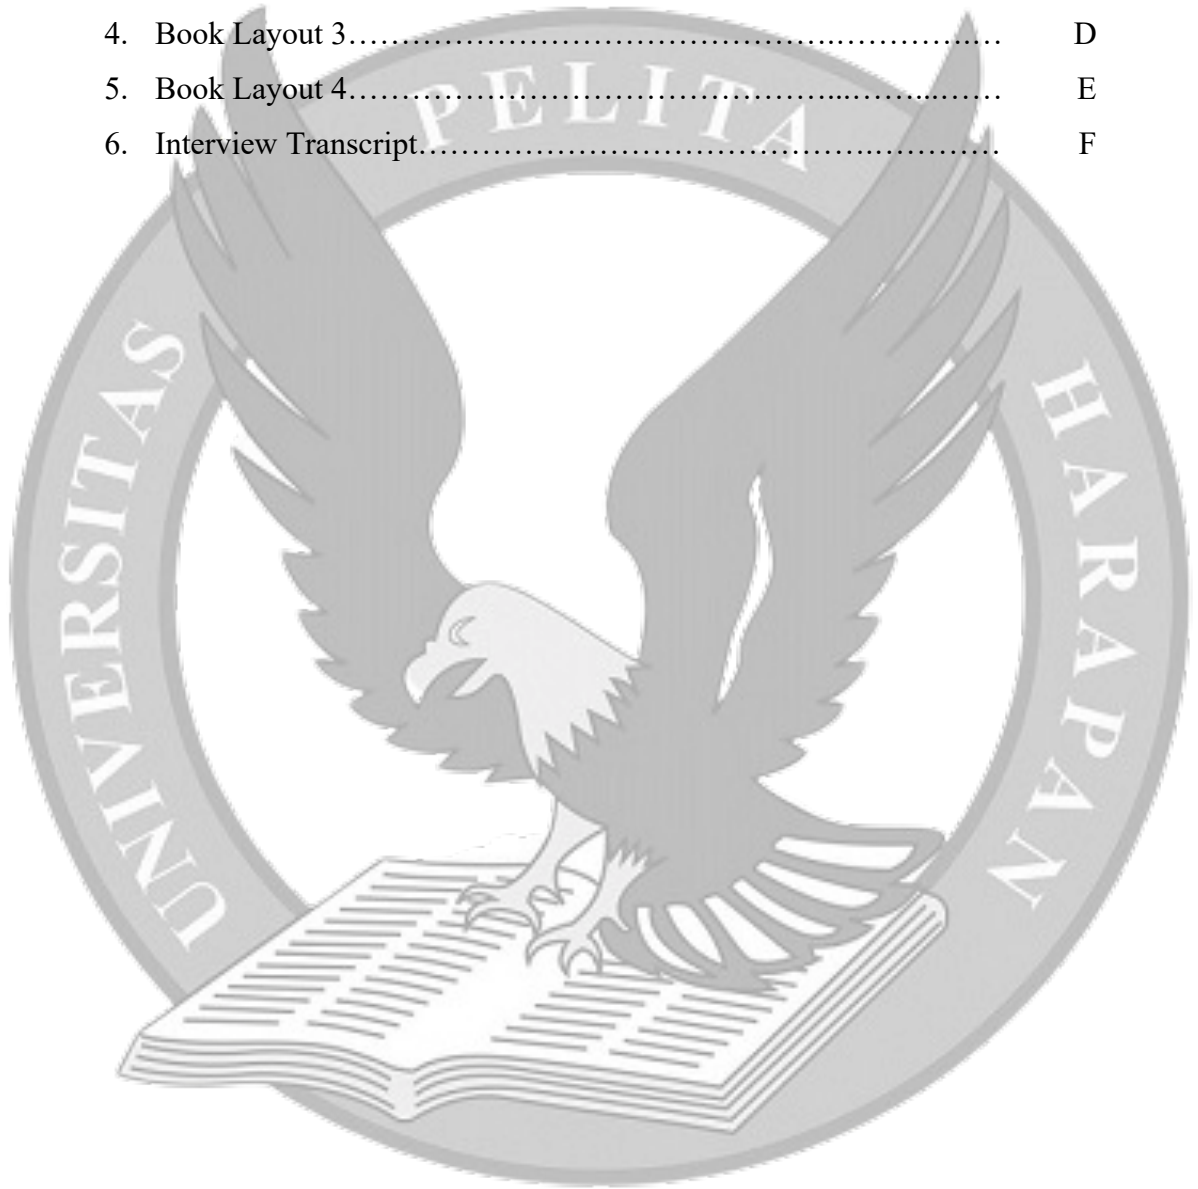 4. Book Layout 3……………………………………………..………………… D
5. Book Layout 4……………………………………………...……..………… E
6. Interview Transcript………………………………………….…………… F
UNIVERSITAS PELITA HARAPAN